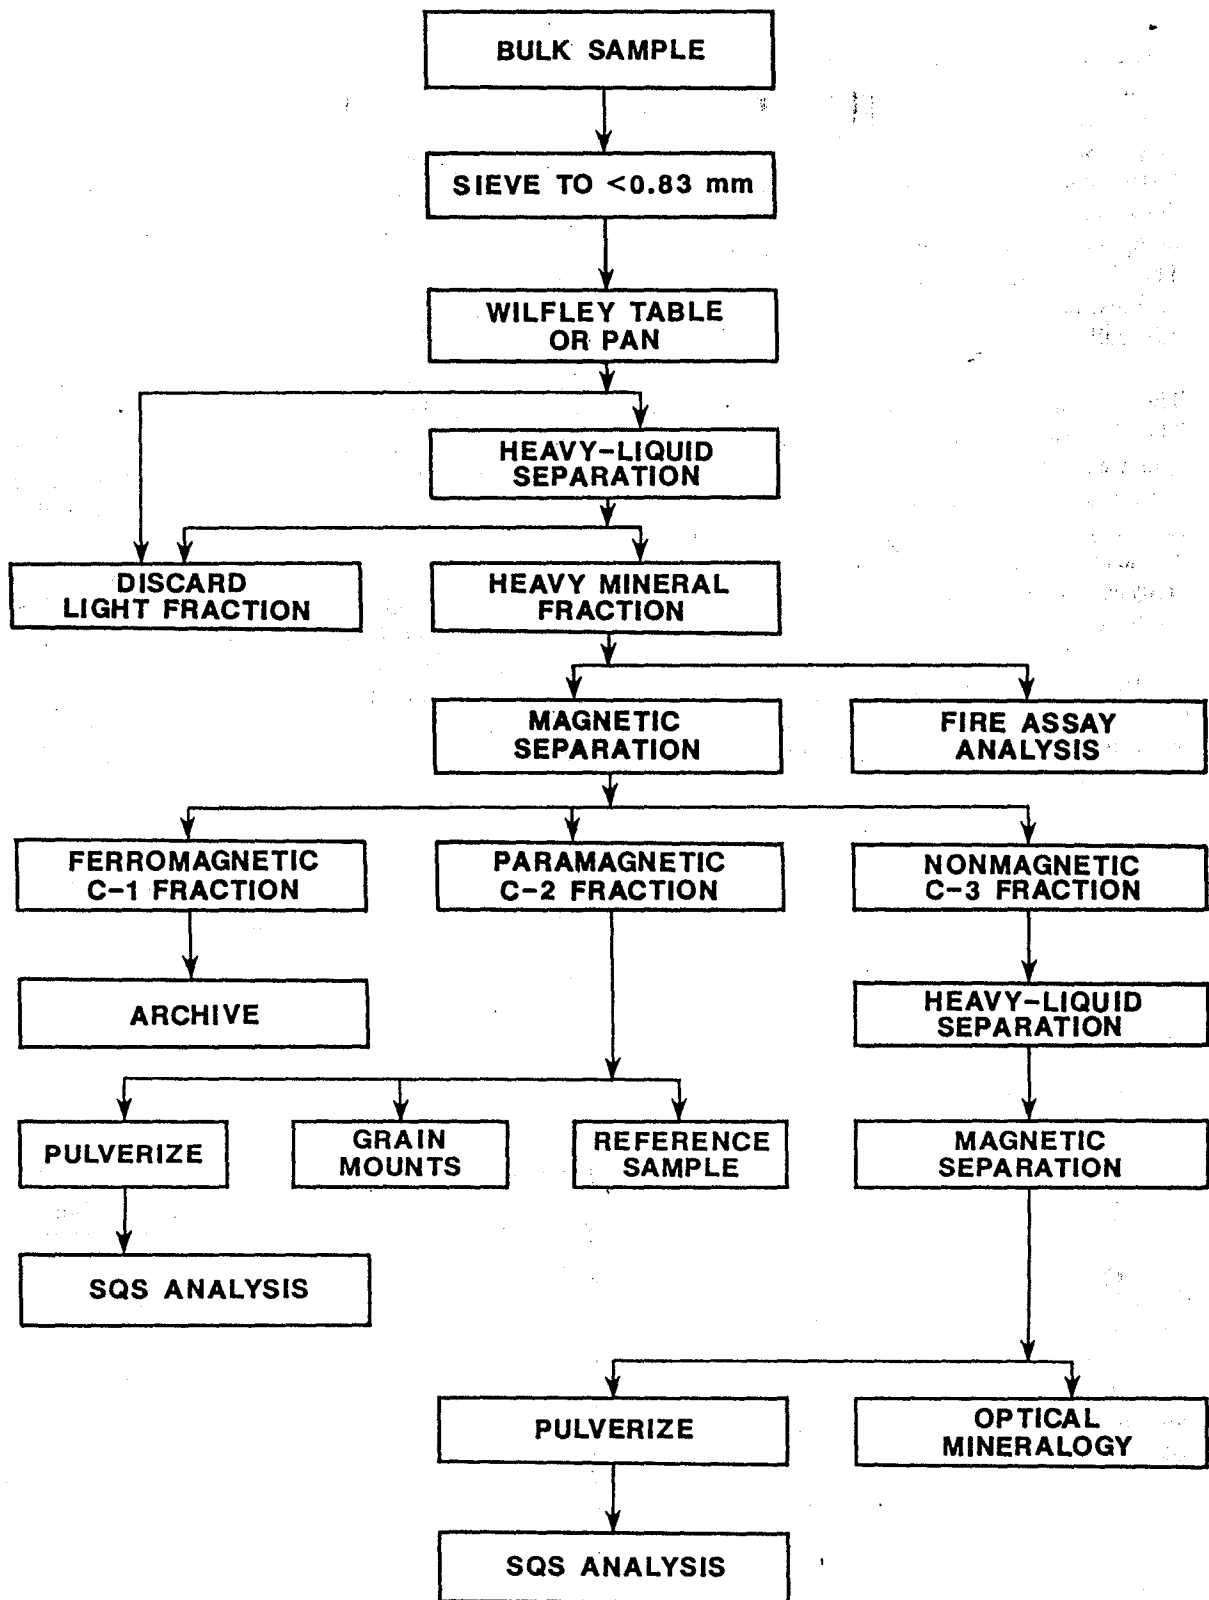 BULK SAMPLE
SIEVE TO <0.83 mm
WILFLEY TABLE
OR PAN
HEAVY-LIQUID
SEPARATION
DISCARD
LIGHT FRACTION
HEAVY MINERAL
FRACTION
MAGNETIC
SEPARATION
FIRE ASSAY
ANALYSIS
FERROMAGNETIC
C-1 FRACTION
PARAMAGNETIC
C-2 FRACTION
NONMAGNETIC
C-3 FRACTION
ARCHIVE
HEAVY-LIQUID
SEPARATION
PULVERIZE
GRAIN
MOUNTS
REFERENCE
SAMPLE
MAGNETIC
SEPARATION
SQS ANALYSIS
PULVERIZE
OPTICAL
MINERALOGY
SQS ANALYSIS